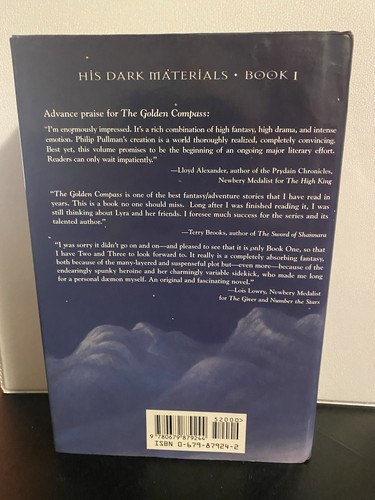 HIS DARK MATERIALS • BOOK I
Advance praise for The Golden Compass:
"I'm enormously impressed. It's a rich combination of high fantasy, high drama, and intense
emotion. Philip Pullman's creation is a world thoroughly realized, completely convincing.
Best yet, this volume promises to be the beginning of an ongoing major literary effort.
Readers can only wait impatiently."
—Lloyd Alexander, author of the Prydain Chronicles,
Newbery Medalist for The High King
"The Golden Compass is one of the best fantasy/adventure stories that I have read in
years. This is a book no one should miss. Long after I was finished reading it, I was
still thinking about Lyra and her friends. I foresee much success for the series and its
talented author."
—Terry Brooks, author of The Sword of Shannara
"I was sorry it didn't go on and on—and pleased to see that it is only Book One, so that
I have Two and Three to look forward to. It really is a completely absorbing fantasy,
both because of the many-layered and suspenseful plot but—even more—because of the
endearingly spunky heroine and her charmingly variable sidekick, who made me long
for a personal dæmon myself. An original and fascinating novel."
—Lois Lowry, Newbery Medalist
for The Giver and Number the Stars
52000>
9 780679 879244
ISBN 0-679-87924-2